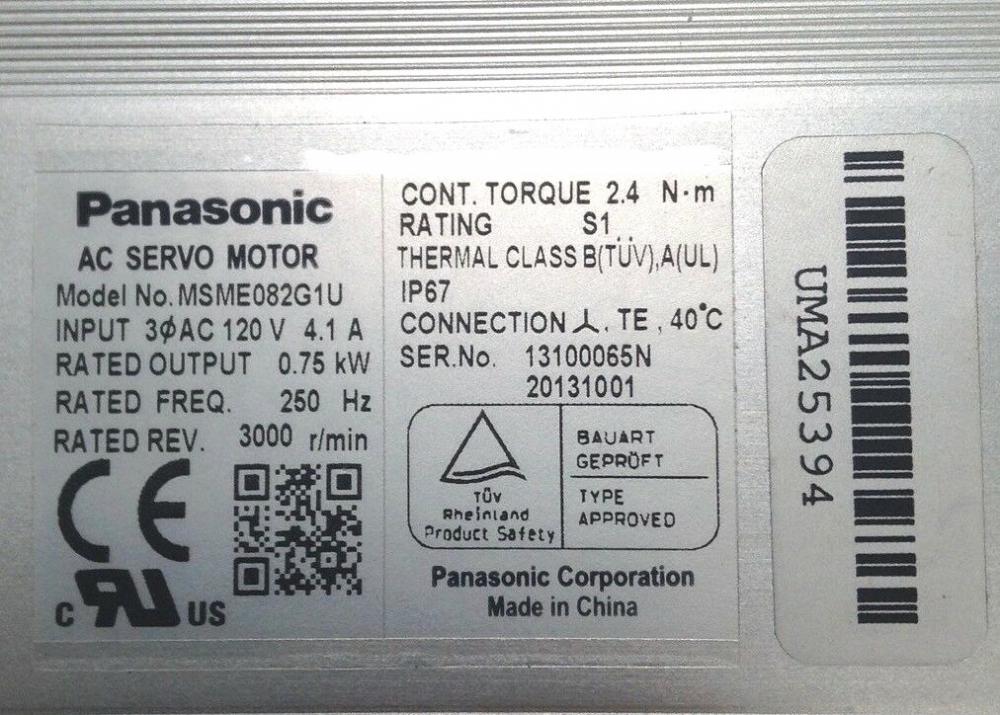 Panasonic
AC SERVO MOTOR
Model No. MSME082G1U
INPUT 3ϕAC 120 V 4.1 A
RATED OUTPUT 0.75 kW
RATED FREQ. 250 Hz
RATED REV. 3000 r/min
CE
C RU US
CONT. TORQUE 2.4 N·m
RATING S1
THERMAL CLASS B(TÜV),A(UL)
IP67
CONNECTION 人, TE, 40°C
SER.No. 13100065N
20131001
TÜV
Rheinland
Product Safety
BAUART
GEPRÜFT
TYPE
APPROVED
Panasonic Corporation
Made in China
UMA25394